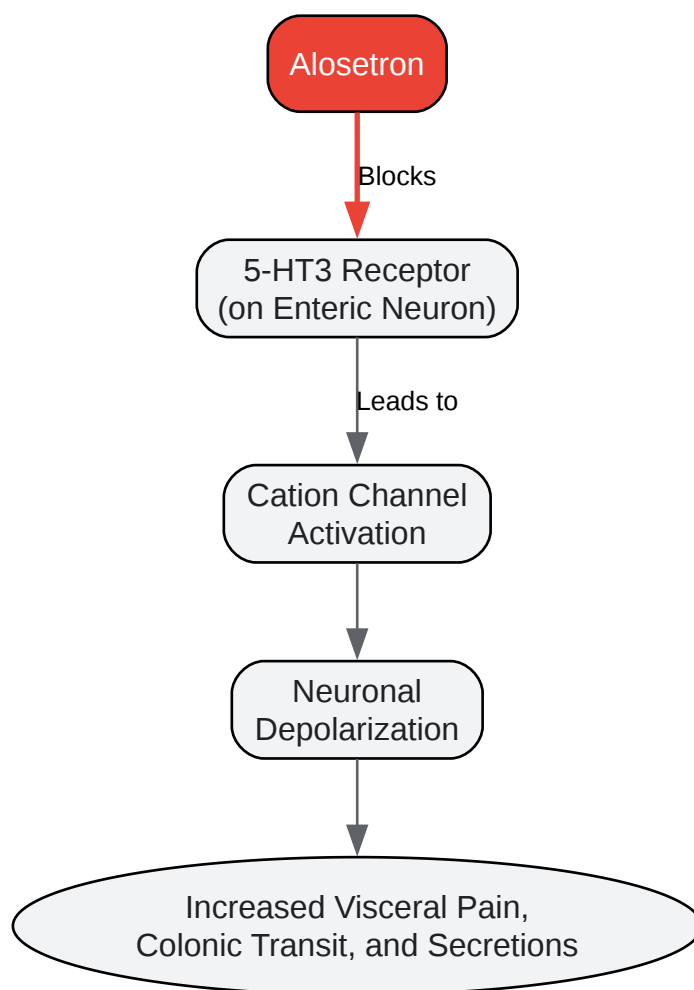 Alosetron
Blocks
5-HT3 Receptor
(on Enteric Neuron)
Leads to
Cation Channel
Activation
Neuronal
Depolarization
Increased Visceral Pain,
Colonic Transit, and Secretions